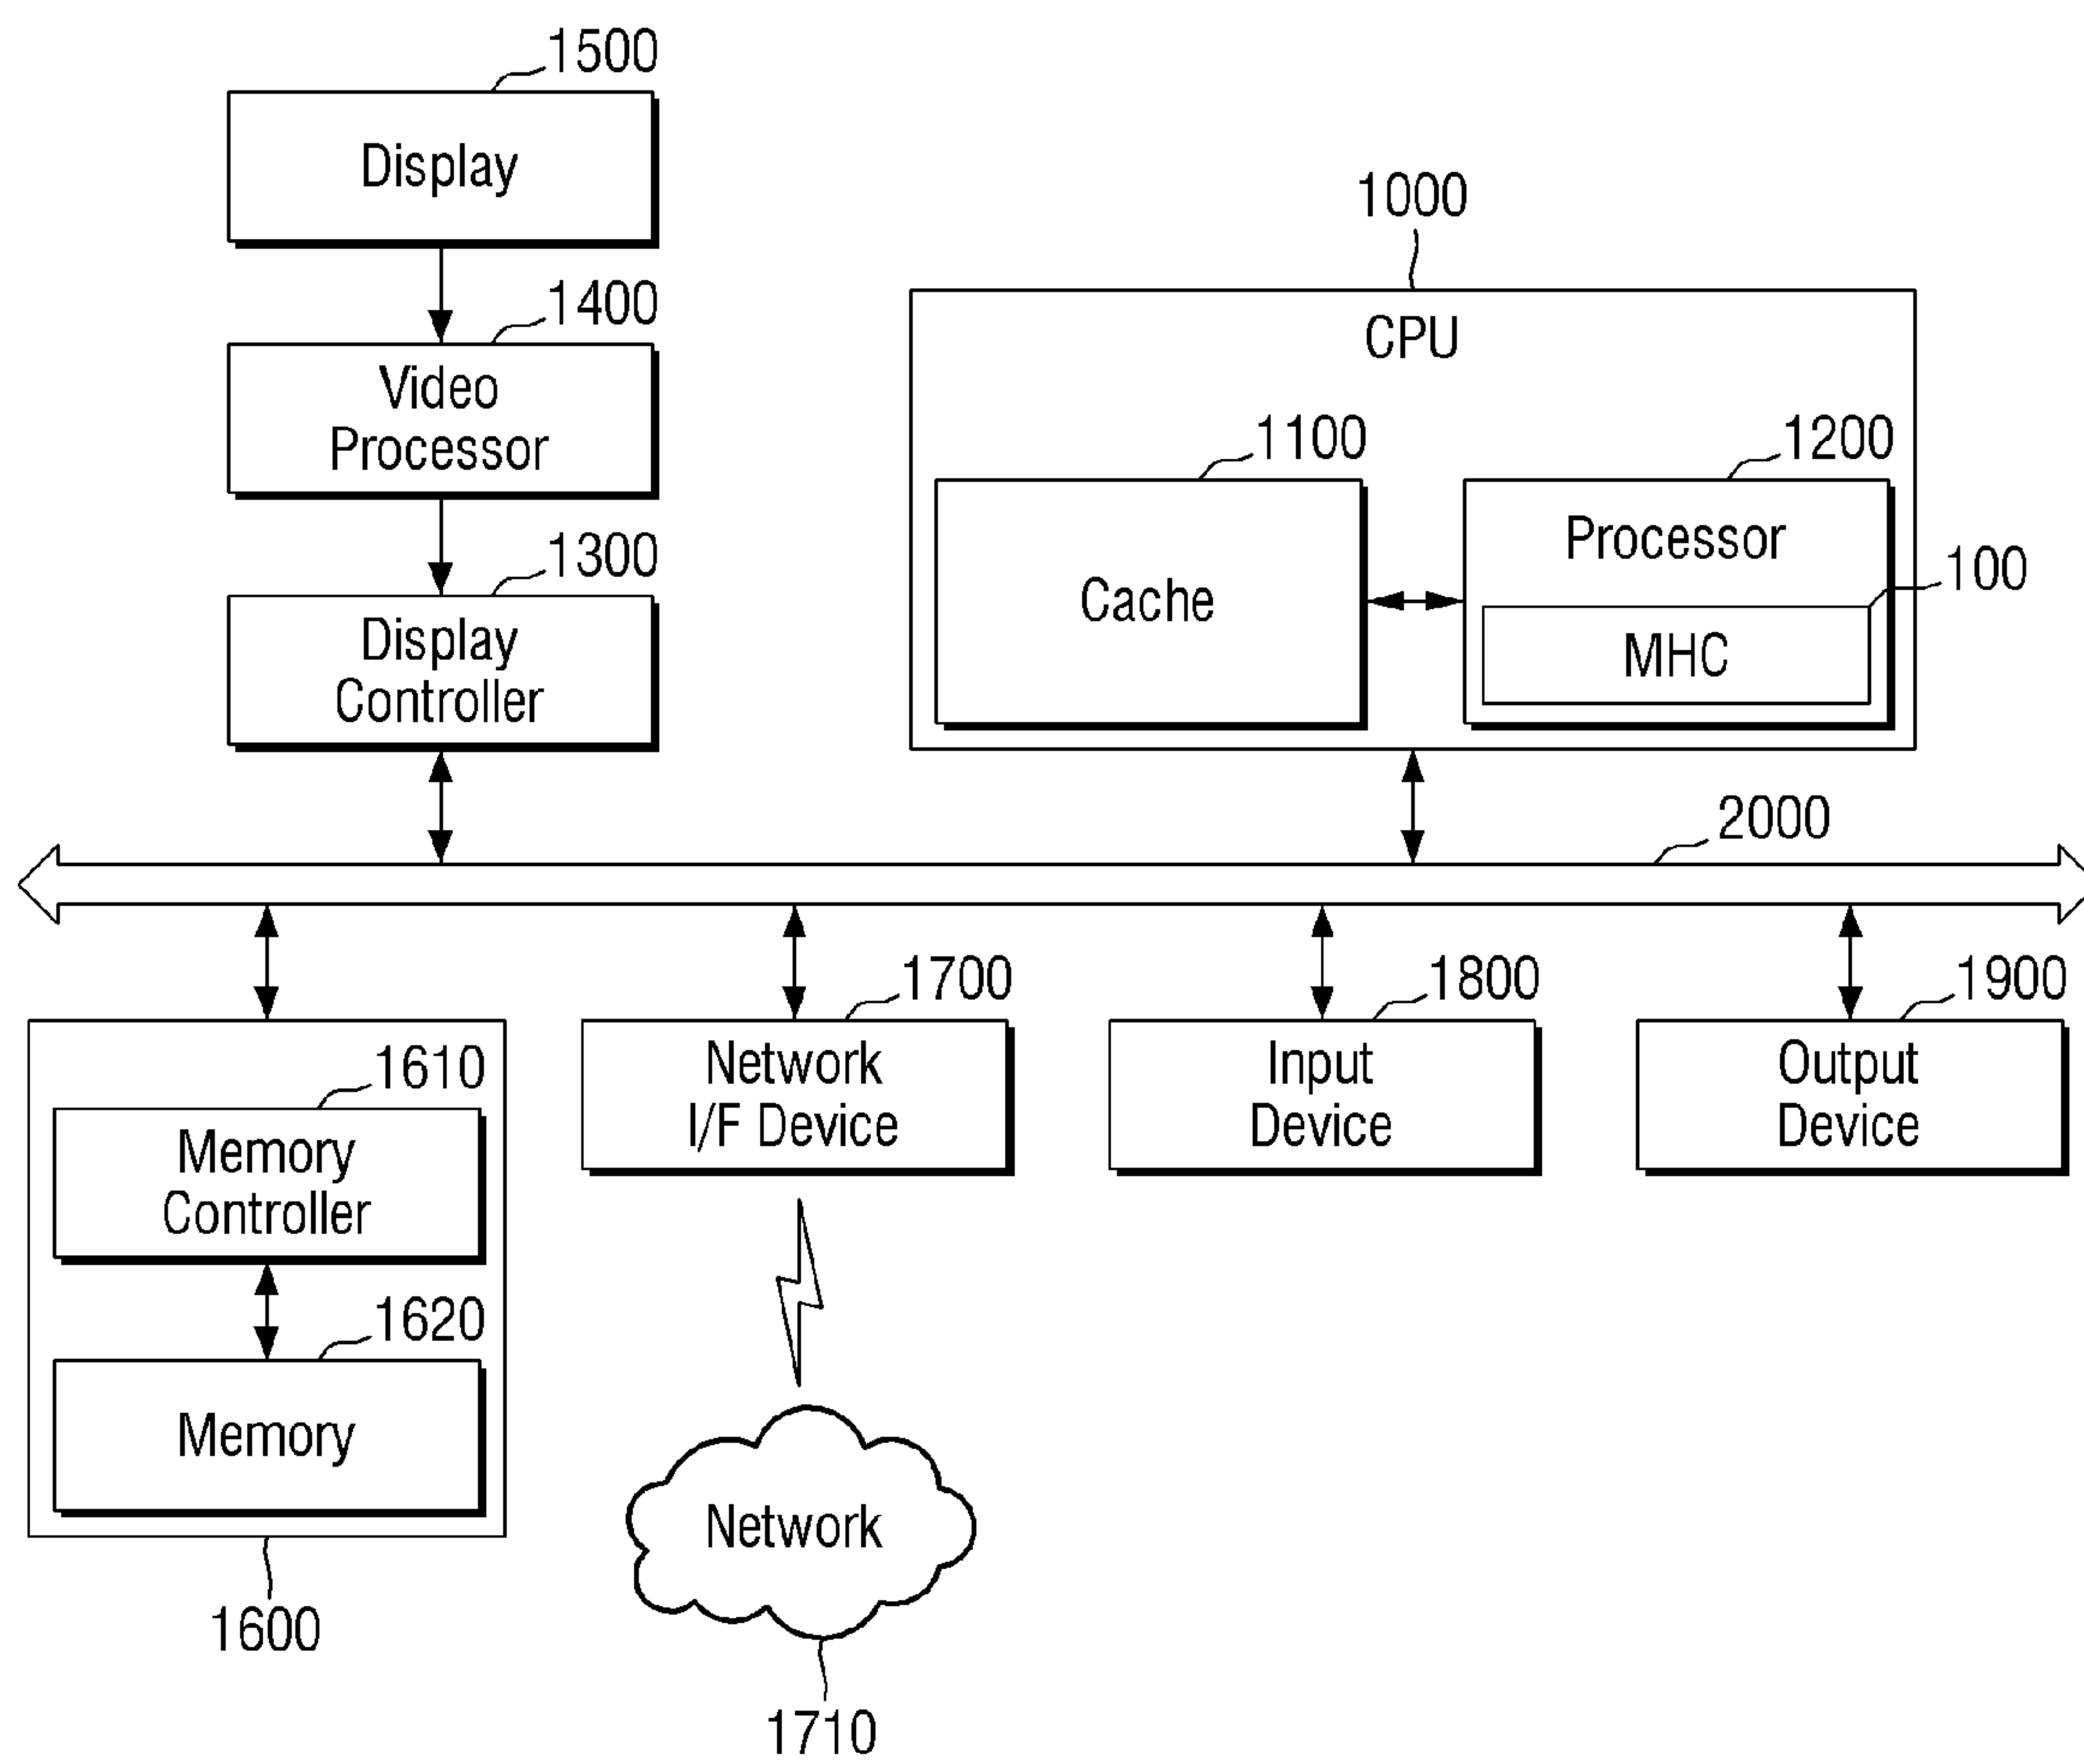 1500
Display
1400
Video
Processor
1300
Display
Controller
1000
CPU
1100
Cache
1200
Processor
100
MHC
2000
1610
Memory
Controller
1620
Memory
1600
1700
Network
I/F Device
Network
1710
1800
Input
Device
1900
Output
Device